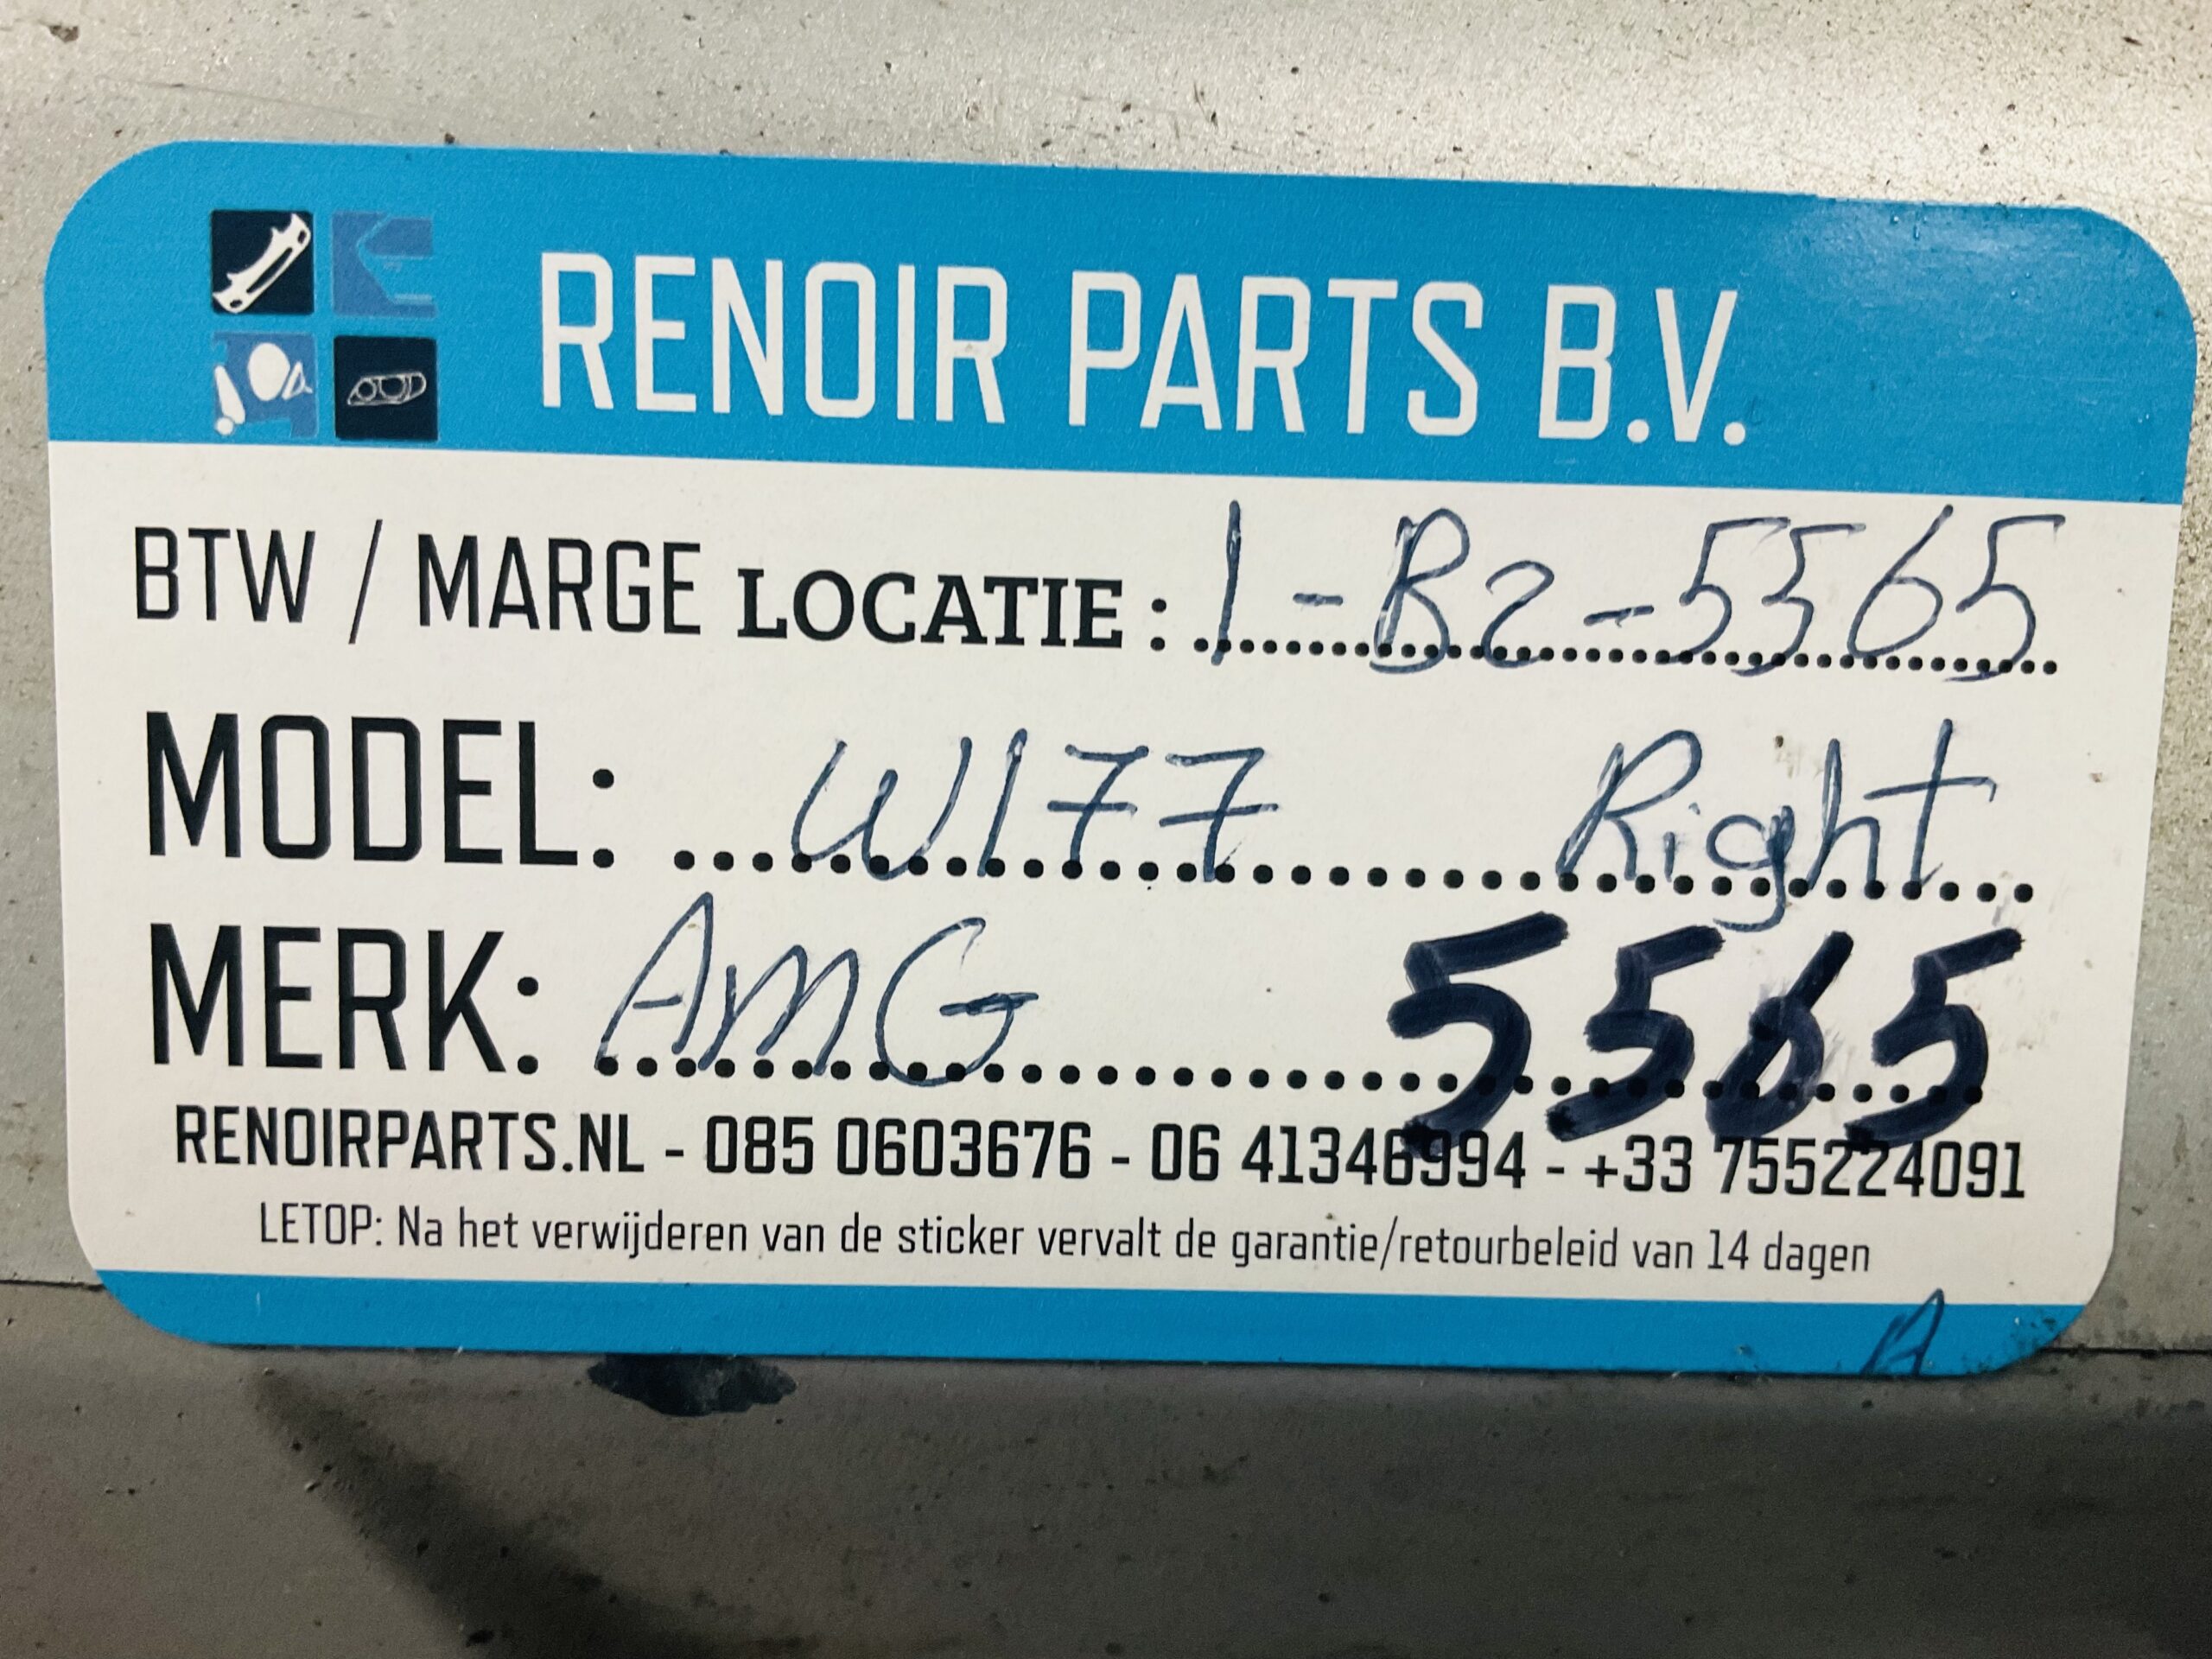 RENOIR PARTS B.V.
BTW / MARGE LOCATIE : 1-B2-5565
MODEL: W177 Right
MERK: AMG 5565
RENOIRPARTS.NL - 085 0603676 - 06 41346994 - +33 755224091
LETOP: Na het verwijderen van de sticker vervalt de garantie/retourbeleid van 14 dagen
A